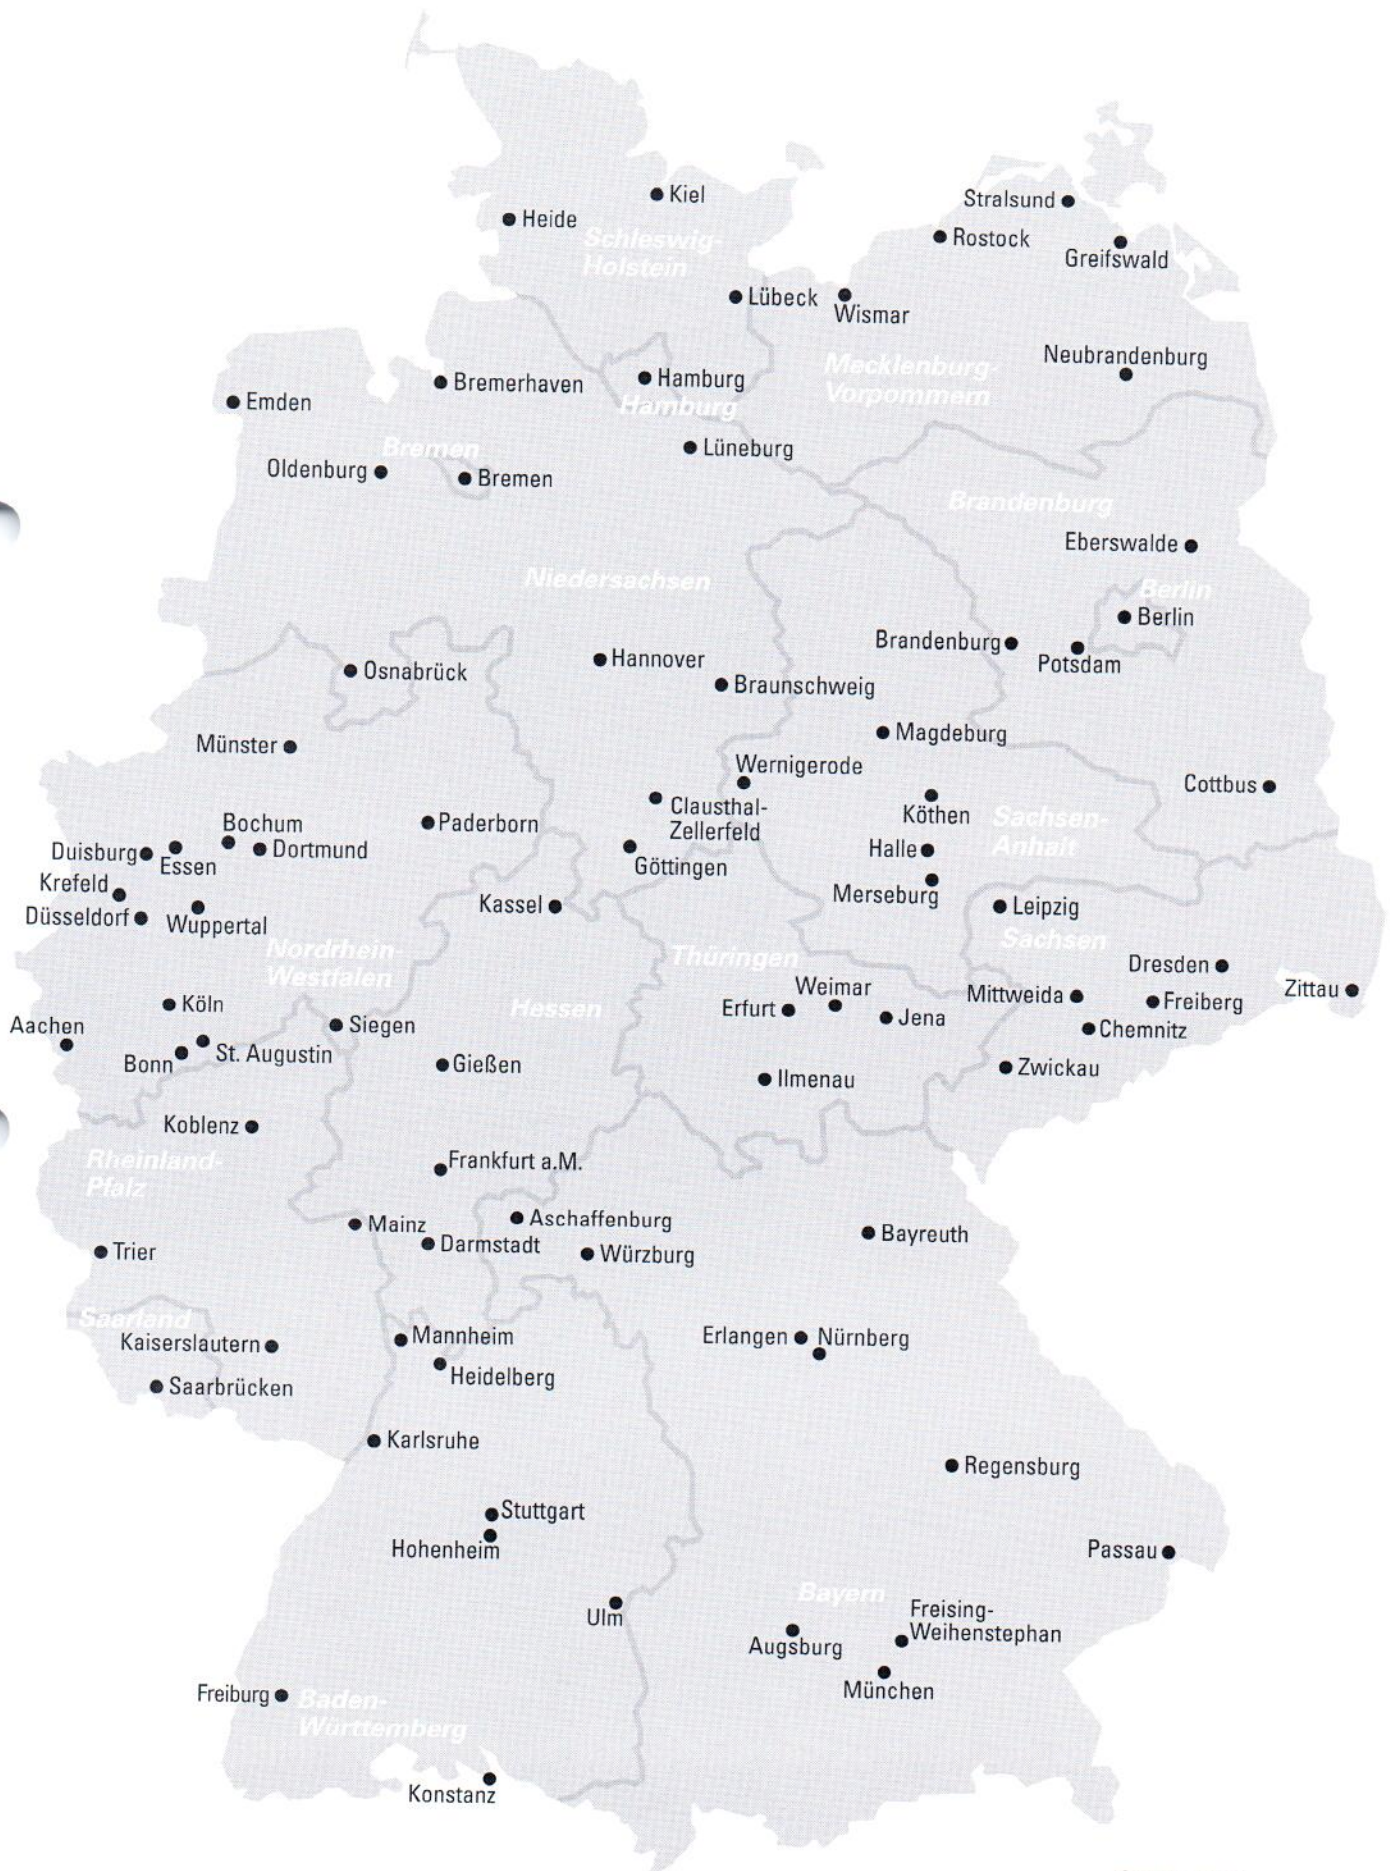 Kiel
Heide
Schleswig-
Holstein
Stralsund
Rostock
Greifswald
Lübeck
Wismar
Neubrandenburg
Mecklenburg-
Vorpommern
Bremerhaven
Hamburg
Hamburg
Emden
Bremen
Lüneburg
Oldenburg
Bremen
Brandenburg
Eberswalde
Niedersachsen
Berlin
Berlin
Brandenburg
Potsdam
Hannover
Osnabrück
Braunschweig
Magdeburg
Münster
Wernigerode
Cottbus
Clausthal-
Zellerfeld
Köthen
Sachsen-
Anhalt
Bochum
Paderborn
Duisburg
Essen
Dortmund
Göttingen
Halle
Krefeld
Merseburg
Düsseldorf
Wuppertal
Kassel
Leipzig
Sachsen
Nordrhein-
Westfalen
Thüringen
Dresden
Zittau
Köln
Hessen
Weimar
Erfurt
Jena
Mittweida
Freiberg
Chemnitz
Aachen
Siegen
Bonn
St. Augustin
Gießen
Ilmenau
Zwickau
Koblenz
Rheinland-
Pfalz
Frankfurt a.M.
Mainz
Aschaffenburg
Bayreuth
Trier
Darmstadt
Würzburg
Saarland
Kaiserslautern
Mannheim
Erlangen
Nürnberg
Heidelberg
Saarbrücken
Karlsruhe
Regensburg
Stuttgart
Hohenheim
Passau
Bayern
Ulm
Freising-
Weihenstephan
Augsburg
München
Freiburg
Baden-
Württemberg
Konstanz